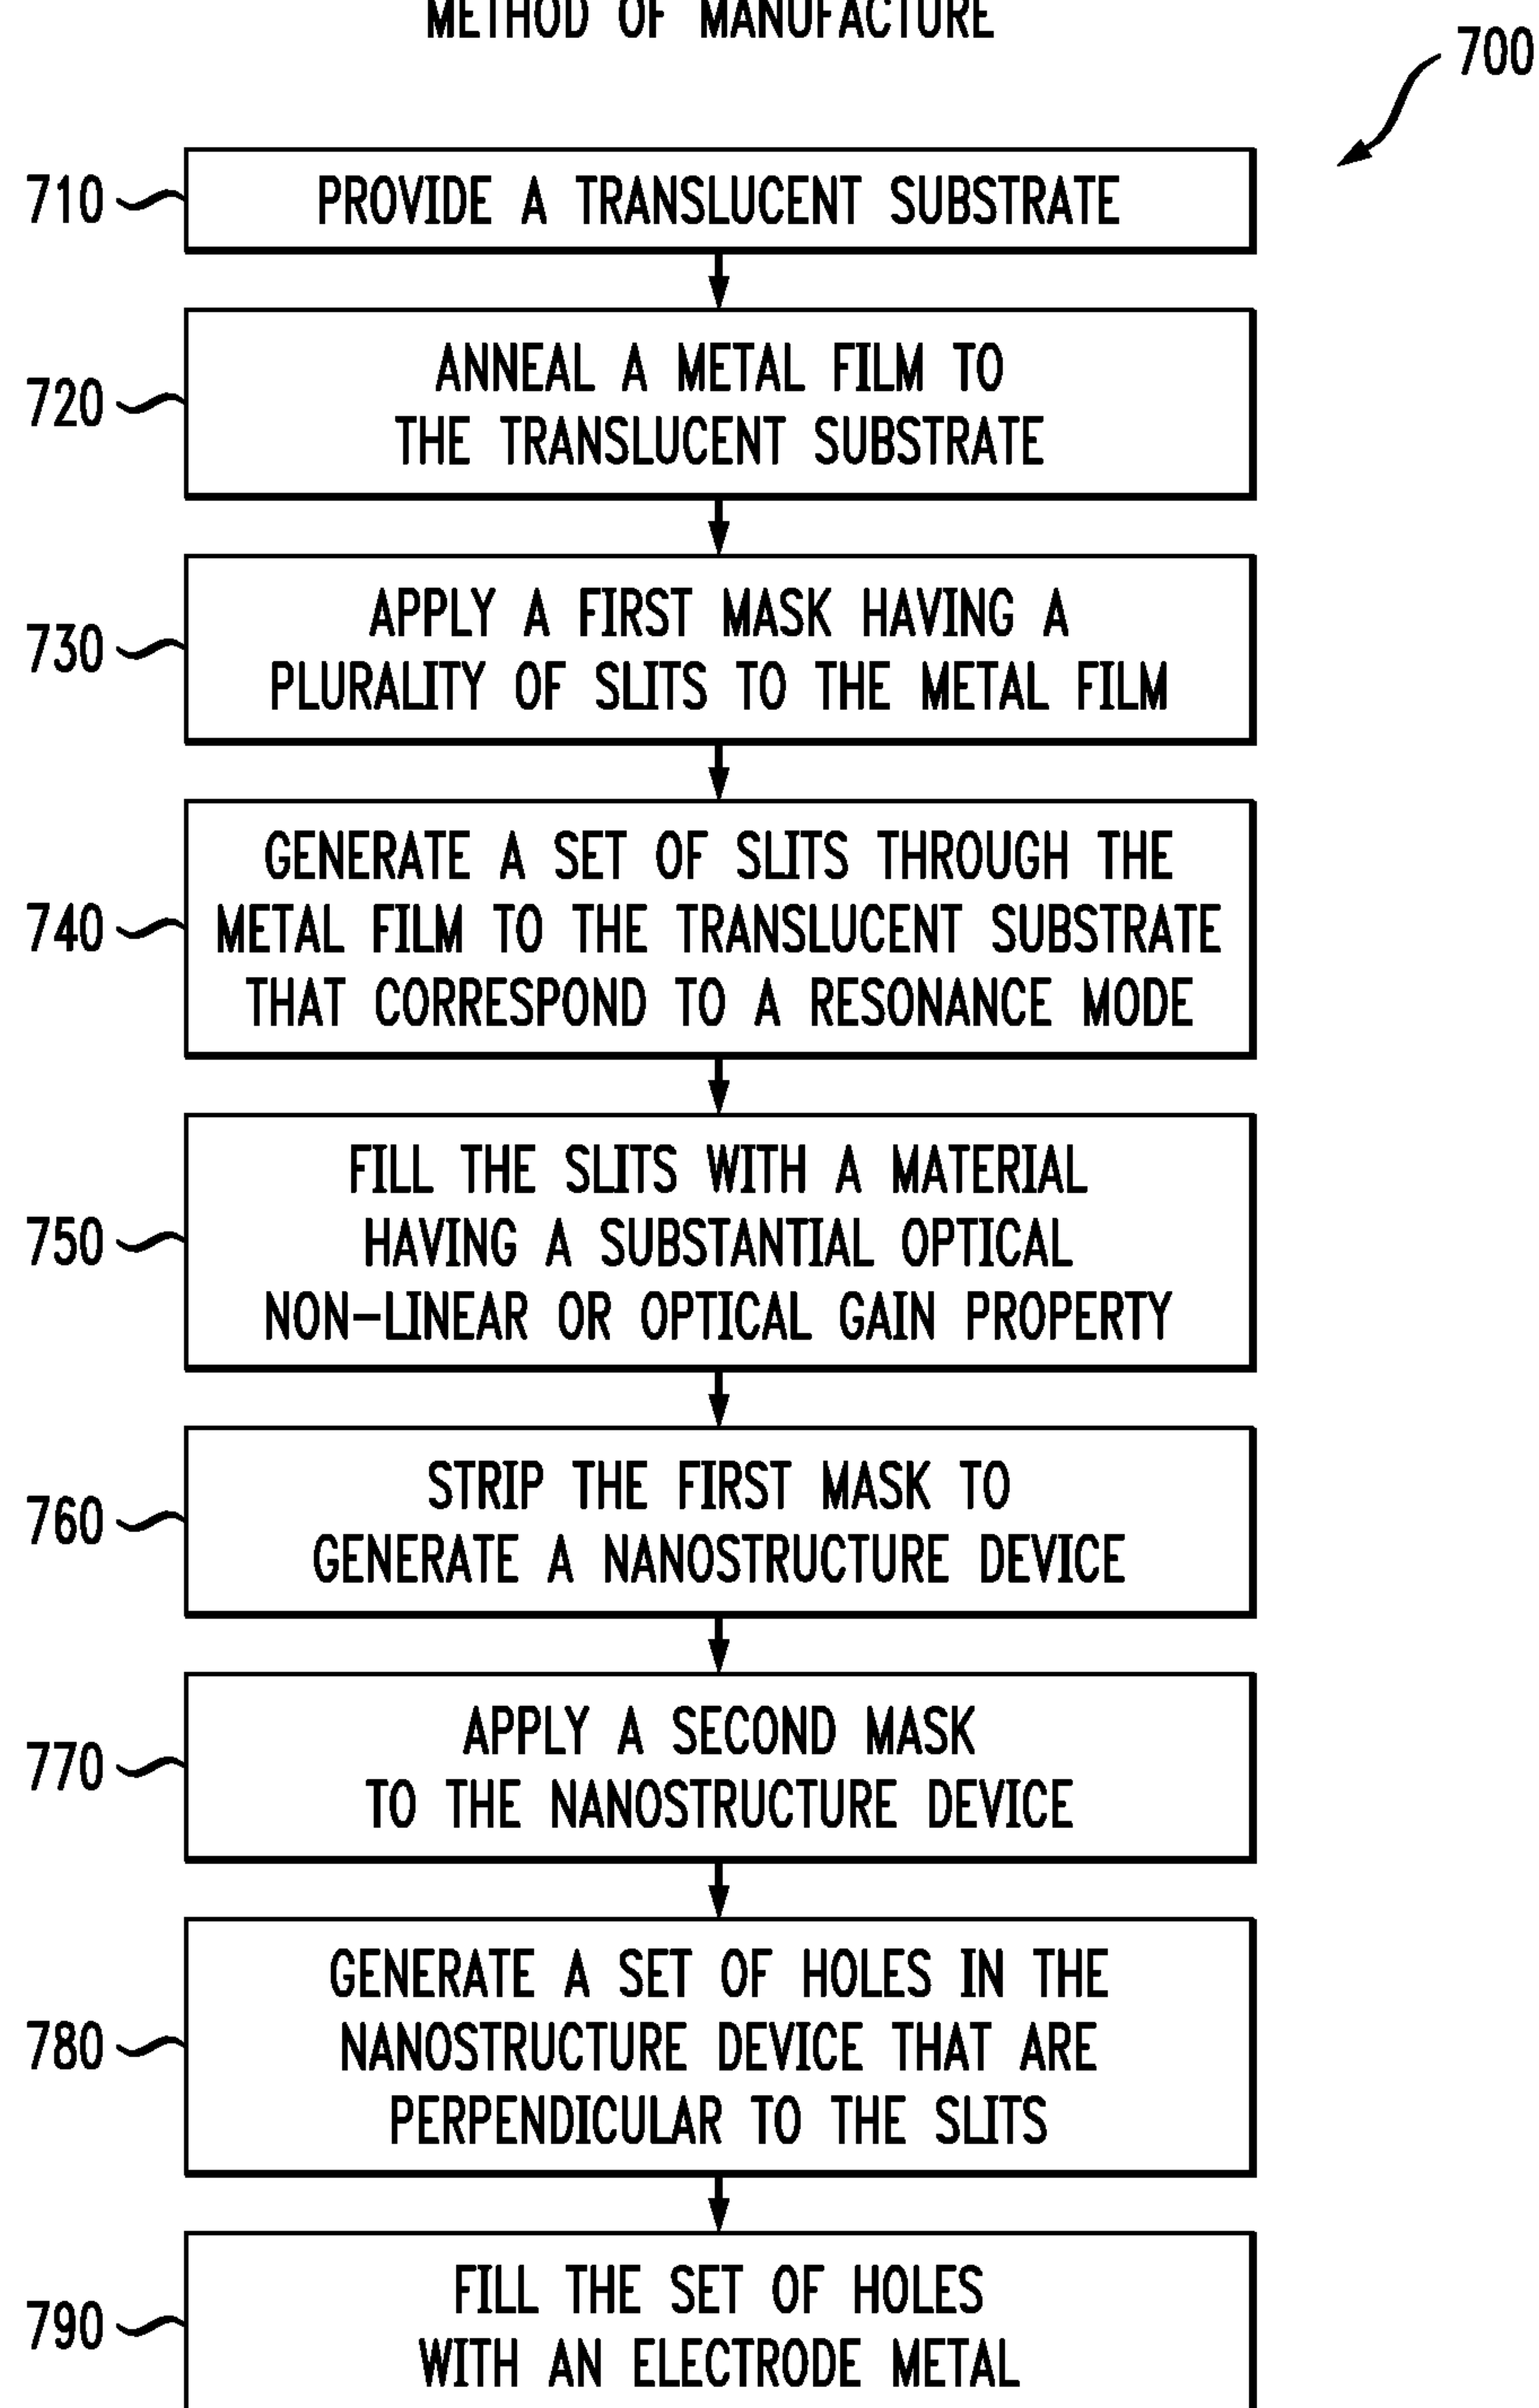 METHOD OF MANUFACTURE
700
710
PROVIDE A TRANSLUCENT SUBSTRATE
720
ANNEAL A METAL FILM TO
THE TRANSLUCENT SUBSTRATE
730
APPLY A FIRST MASK HAVING A
PLURALITY OF SLITS TO THE METAL FILM
740
GENERATE A SET OF SLITS THROUGH THE
METAL FILM TO THE TRANSLUCENT SUBSTRATE
THAT CORRESPOND TO A RESONANCE MODE
750
FILL THE SLITS WITH A MATERIAL
HAVING A SUBSTANTIAL OPTICAL
NON-LINEAR OR OPTICAL GAIN PROPERTY
760
STRIP THE FIRST MASK TO
GENERATE A NANOSTRUCTURE DEVICE
770
APPLY A SECOND MASK
TO THE NANOSTRUCTURE DEVICE
780
GENERATE A SET OF HOLES IN THE
NANOSTRUCTURE DEVICE THAT ARE
PERPENDICULAR TO THE SLITS
790
FILL THE SET OF HOLES
WITH AN ELECTRODE METAL